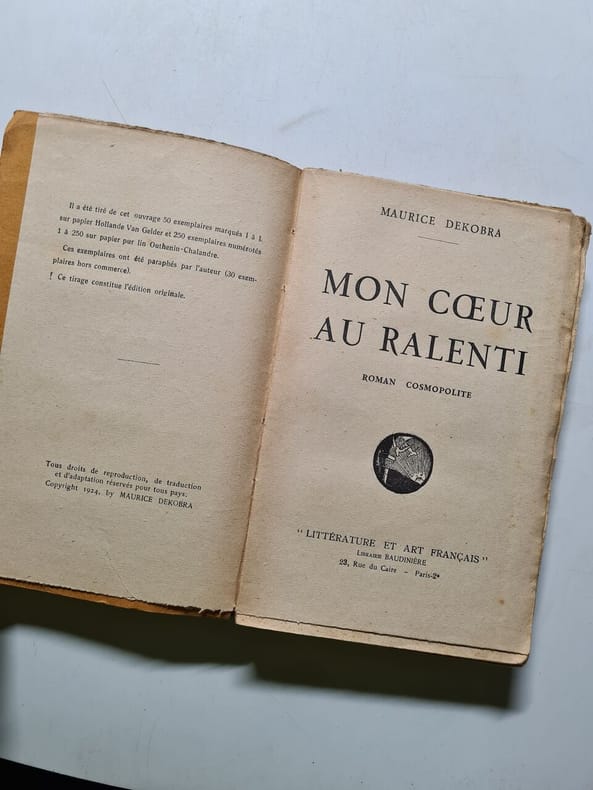 Il a été tiré de cet ouvrage 50 exemplaires marqués 1 à L
sur papier Hollande Van Gelder et 250 exemplaires numérotés
1 à 250 sur papier pur lin Outhenin-Chalandre.
Ces exemplaires ont été paraphés par l'auteur (30 exem-
plaires hors commerce).
! Ce tirage constitue l'édition originale.
Tous droits de reproduction, de traduction
et d'adaptation réservés pour tous pays.
Copyright 1924, by MAURICE DEKOBRA
MAURICE DEKOBRA
MON CŒUR
AU RALENTI
ROMAN COSMOPOLITE
" LITTÉRATURE ET ART FRANÇAIS "
LIBRAIRIE BAUDINIÈRE
23, Rue du Caire - Paris-2e